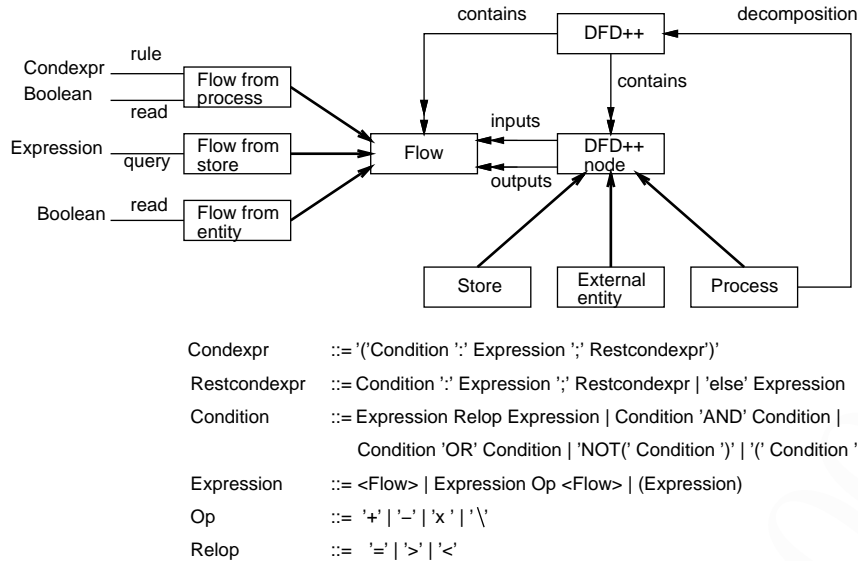 contains
decomposition
DFD++
Condexpr
rule
Boolean
read
Flow from
process
contains
Expression
query
Flow from
store
Flow
inputs
outputs
DFD++
node
Boolean
read
Flow from
entity
Store
External
entity
Process
Condexpr ::= '('Condition ':' Expression ';' Restcondexpr')'
Restcondexpr ::= Condition ':' Expression ';' Restcondexpr | 'else' Expression
Condition ::= Expression Relop Expression | Condition 'AND' Condition |
Condition 'OR' Condition | 'NOT(' Condition ')' | '(' Condition '
Expression ::= <Flow> | Expression Op <Flow> | (Expression)
Op ::= '+' | '–' | 'x ' | '\'
Relop ::= '=' | '>' | '<'